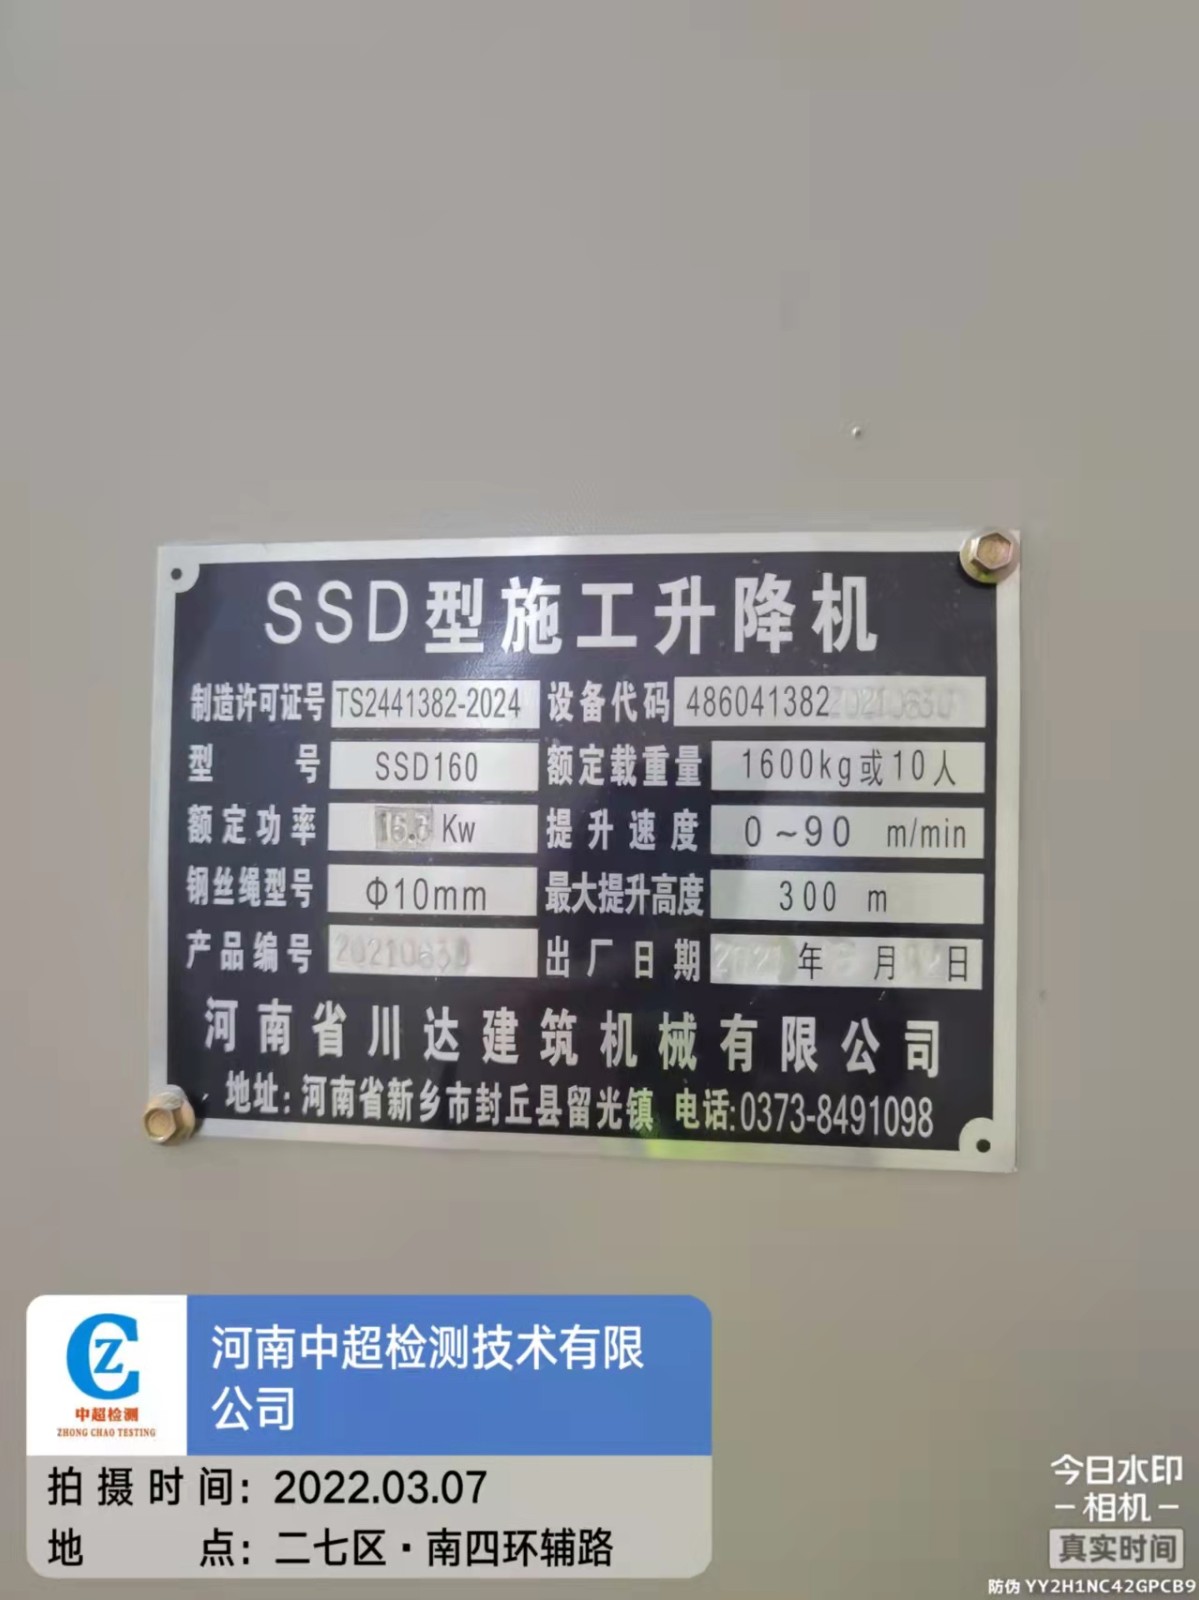 SSD型施工升降机
制造许可证号 TS2441382-2024 设备代码 48604138220210630
型号 SSD160 额定载重量 1600kg或10人
额定功率 Kw 提升速度 0~90 m/min
钢丝绳型号 Φ10mm 最大提升高度 300 m
产品编号 20210630 出厂日期 年 月 日
河南省川达建筑机械有限公司
地址:河南省新乡市封丘县留光镇 电话:0373-8491098
CZ
中超检测
ZHONG CHAO TESTING
河南中超检测技术有限
公司
拍摄时间: 2022.03.07
地点: 二七区·南四环辅路
今日水印
-相机-
真实时间
防伪 YY2H1NC42GPCB9